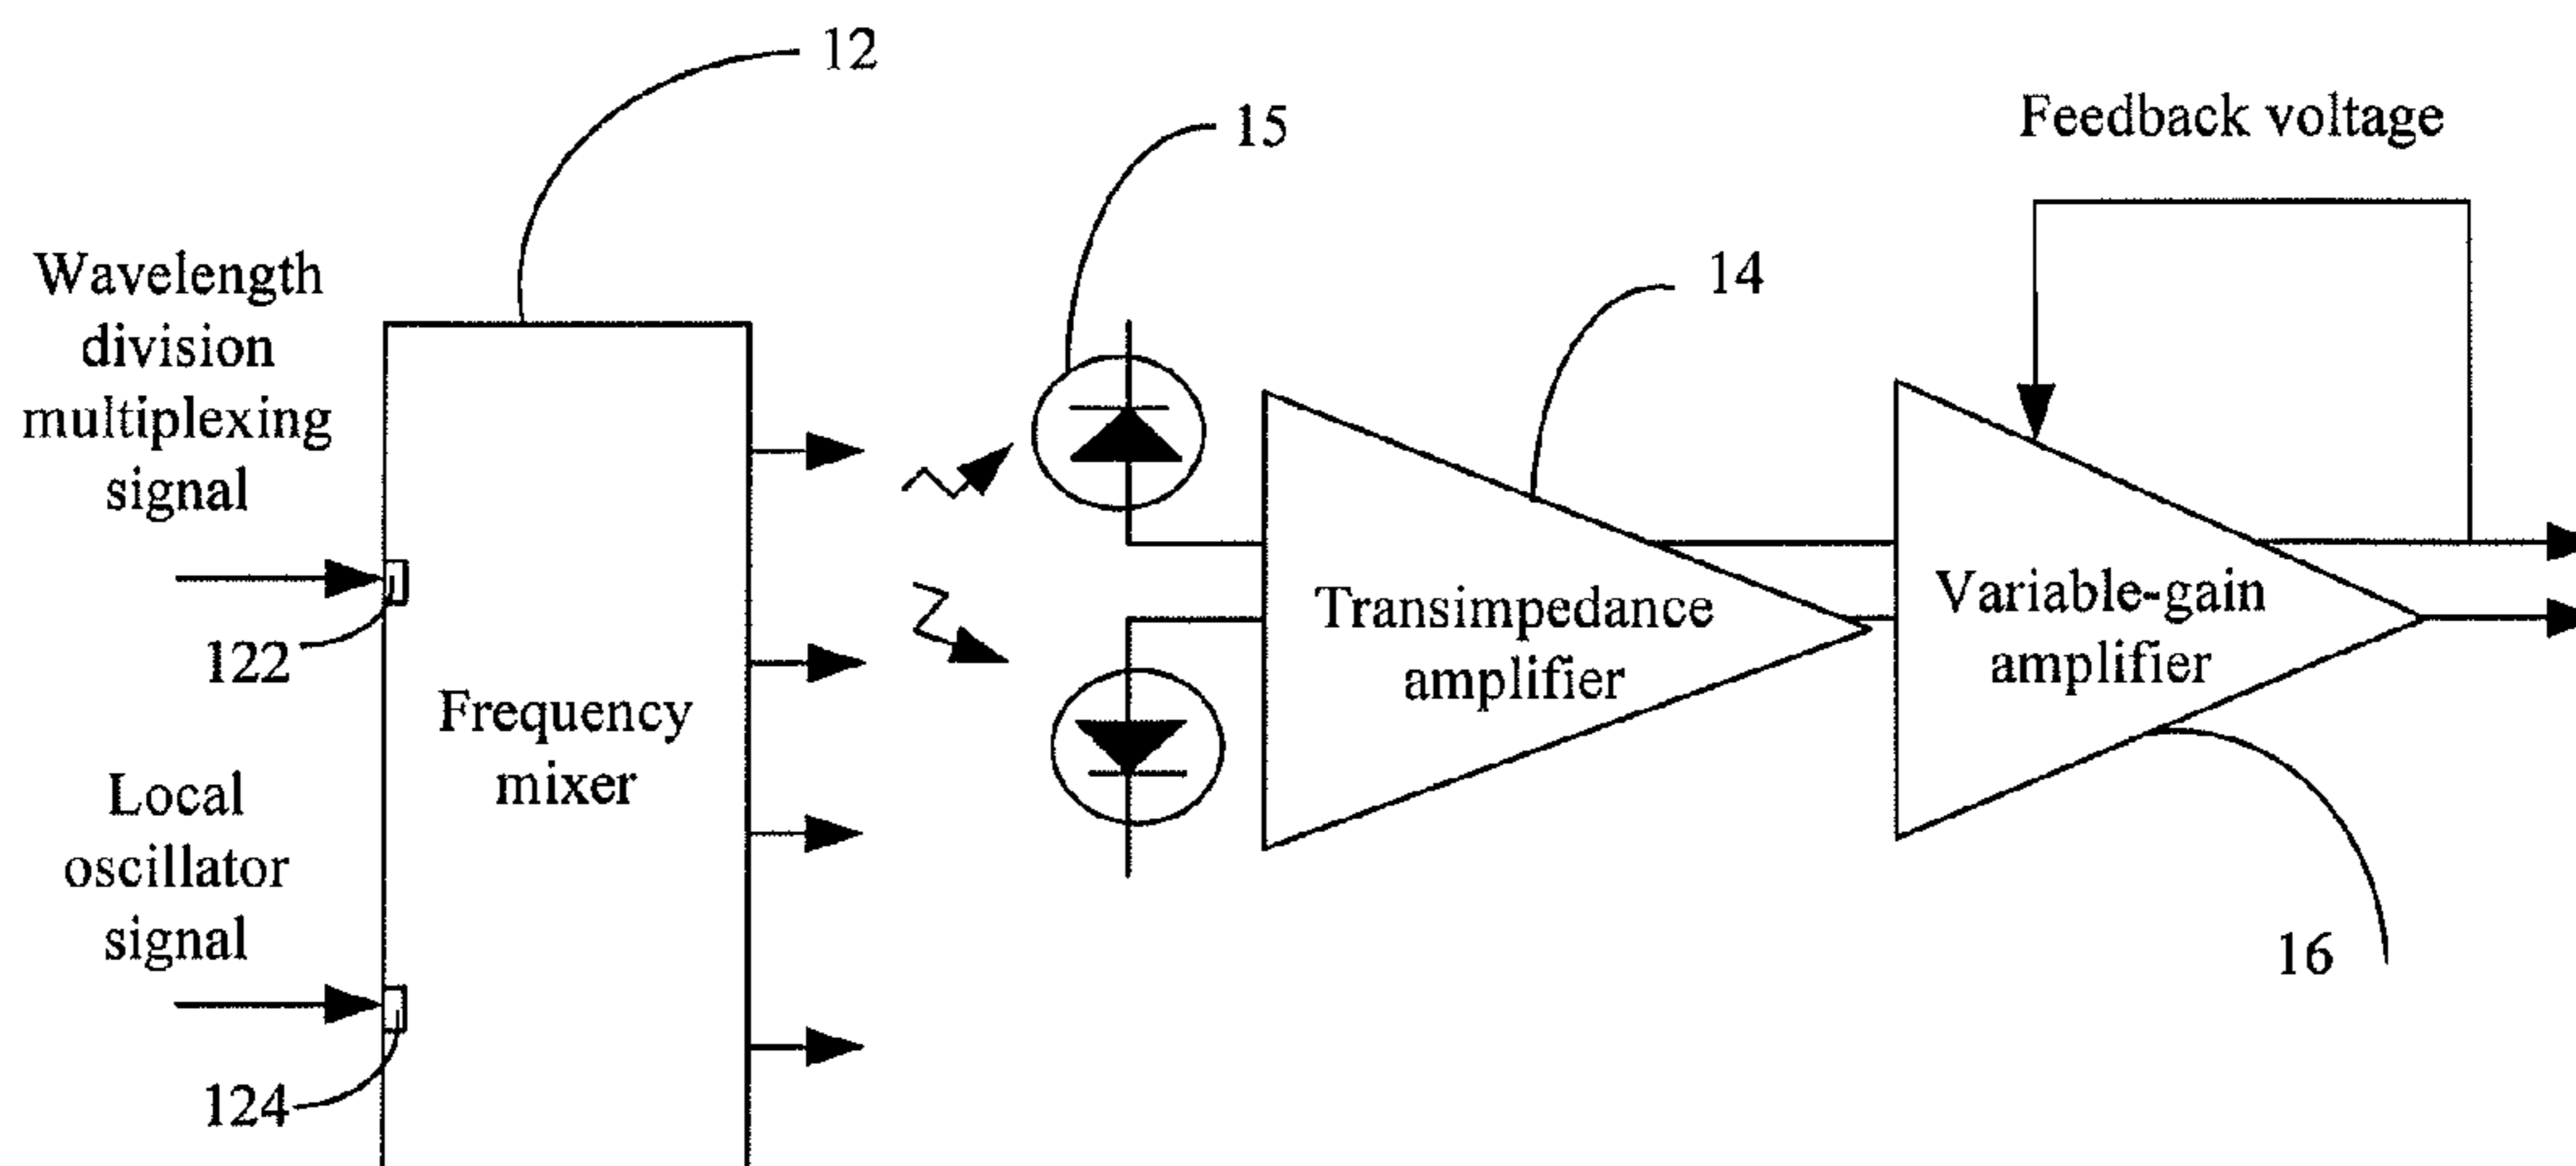 12
15
Feedback voltage
14
Wavelength
division
multiplexing
signal
122
Frequency
mixer
Transimpedance
amplifier
Variable-gain
amplifier
Local
oscillator
signal
16
124